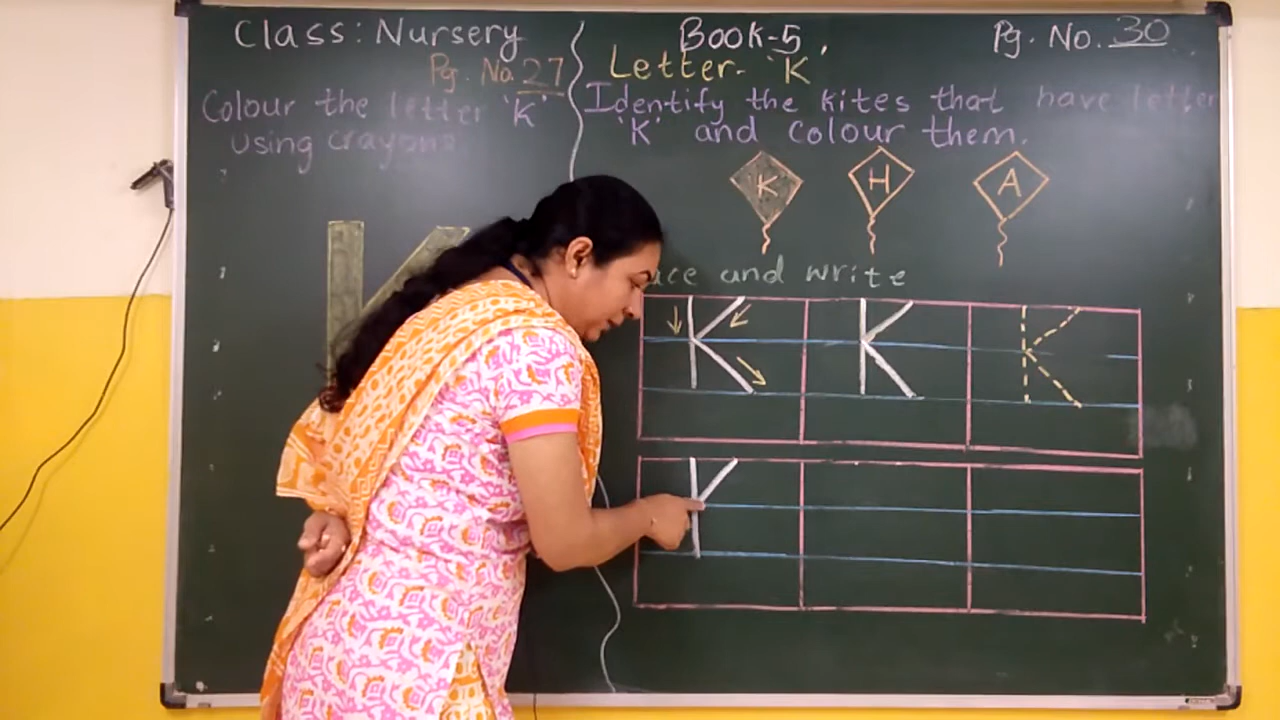 Class: Nursery
Pg. No. 27
Colour the letter 'K'
using crayons.
Book-5,
Pg. No. 30
Letter- 'K'
Identify the kites that have letter
'K' and colour them.
K H A
and write
K K K